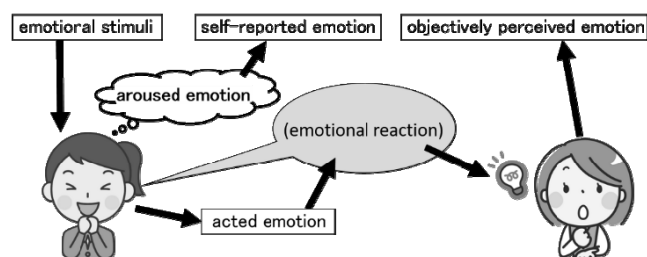 emotioral stimuli
self-reported emotion
objectively perceived emotion
aroused emotion
(emotional reaction)
acted emotion